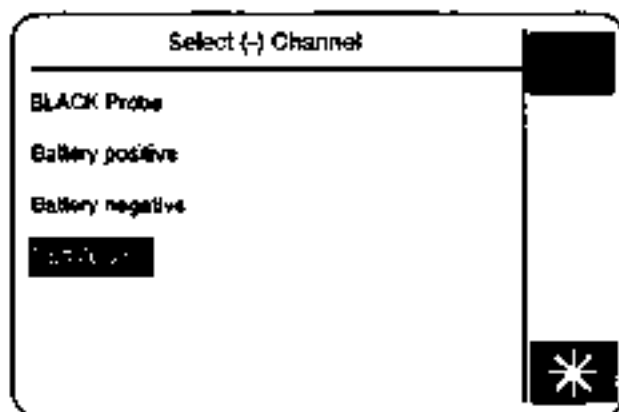 Select (-) Channel
BLACK Probe
Battery positive
Battery negative